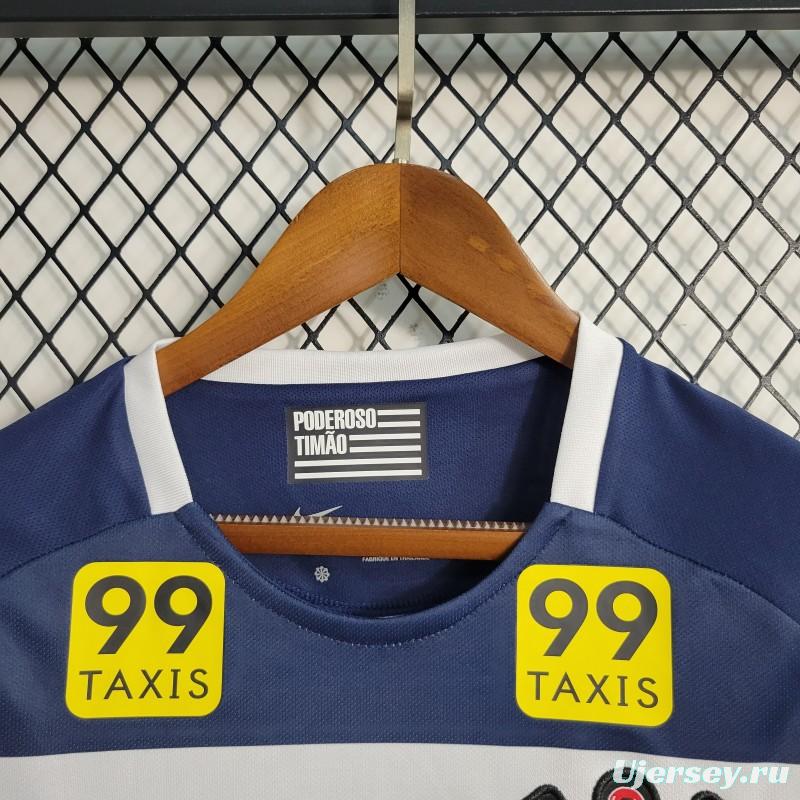 PODEROSO
TIMÃO
99
TAXIS
99
TAXIS
Ujersey.ru